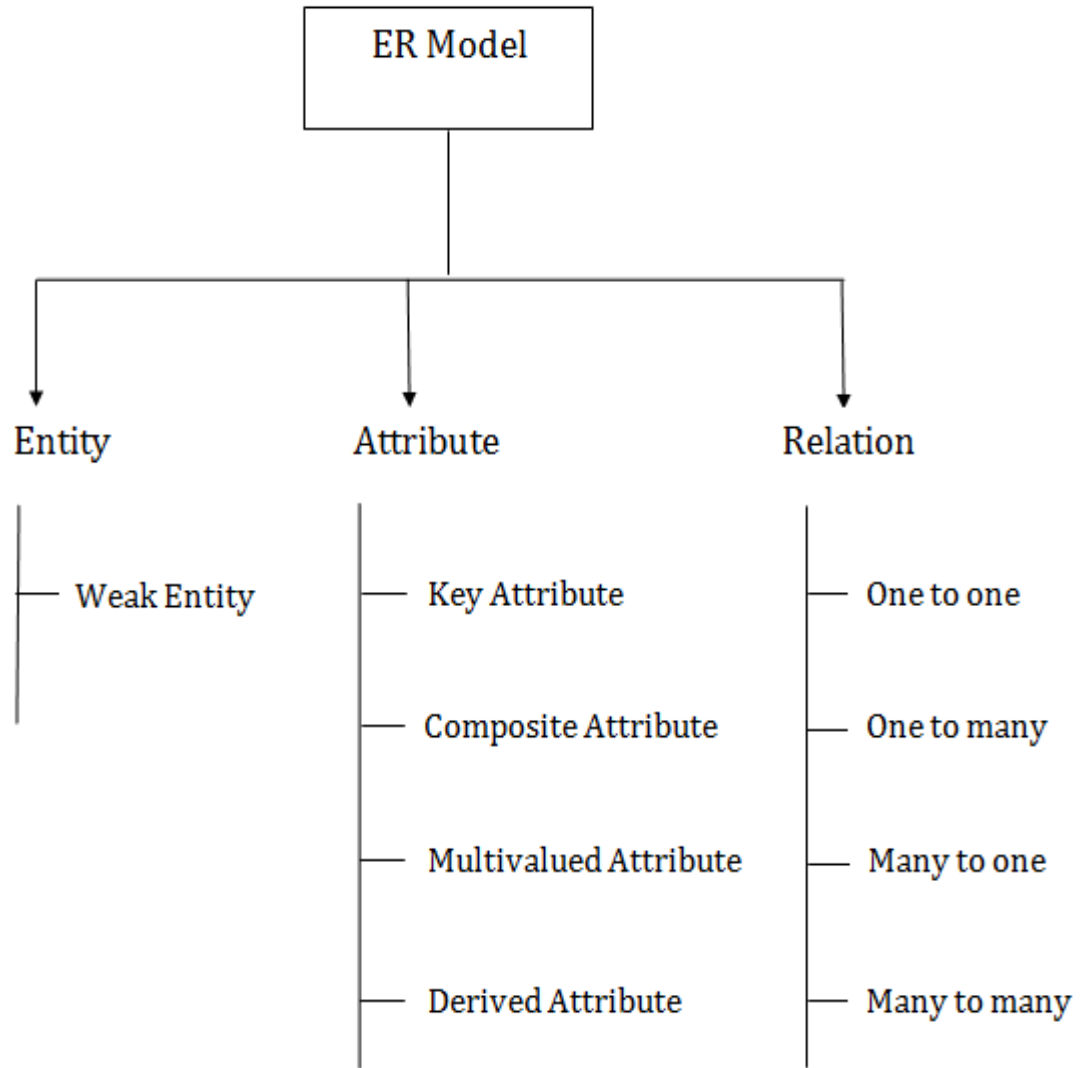 ER Model
Entity
Attribute
Relation
Weak Entity
Key Attribute
One to one
Composite Attribute
One to many
Multivalued Attribute
Many to one
Derived Attribute
Many to many